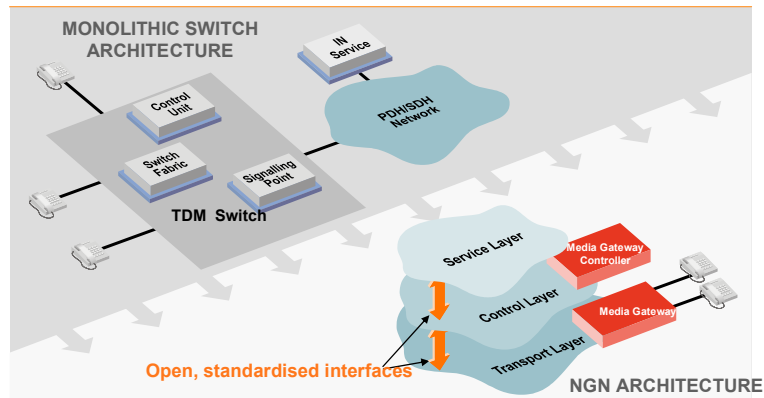 MONOLITHIC SWITCH
ARCHITECTURE
IN
Service
Control
Unit
PDH/SDH
Network
Switch
Fabric
Signalling
Point
TDM Switch
Service Layer
Media Gateway
Controller
Control Layer
Media Gateway
Transport Layer
Open, standardised interfaces
NGN ARCHITECTURE